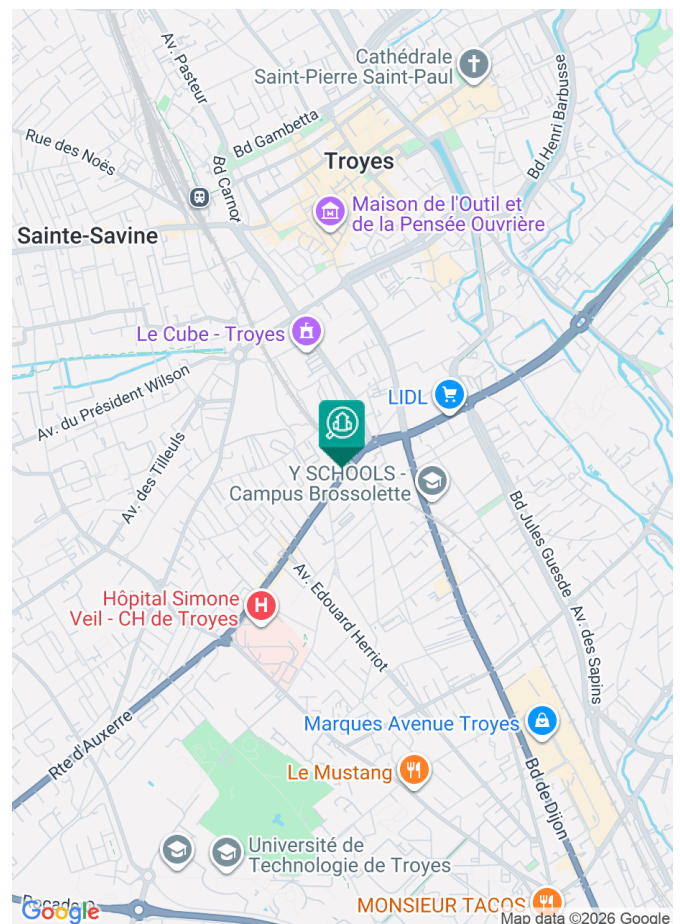 Av. Pasteur
Cathédrale
Saint-Pierre Saint-Paul
Bd Henri Barbusse
Bd Gambetta
Rue des Noës
Troyes
Bd Carnot
Maison de l'Outil et
de la Pensée Ouvrière
Sainte-Savine
Le Cube - Troyes
Av. du Président Wilson
LIDL
Av. des Tilleuls
Y SCHOOLS -
Campus Brossolette
Bd Jules Guesde
Av. Edouard Herriot
Hôpital Simone
Veil - CH de Troyes
H
Av. des Sapins
Marques Avenue Troyes
Rte d'Auxerre
Le Mustang
Bd de Dijon
Université de
Technologie de Troyes
MONSIEUR TACOS
Google
Map data ©2026 Google